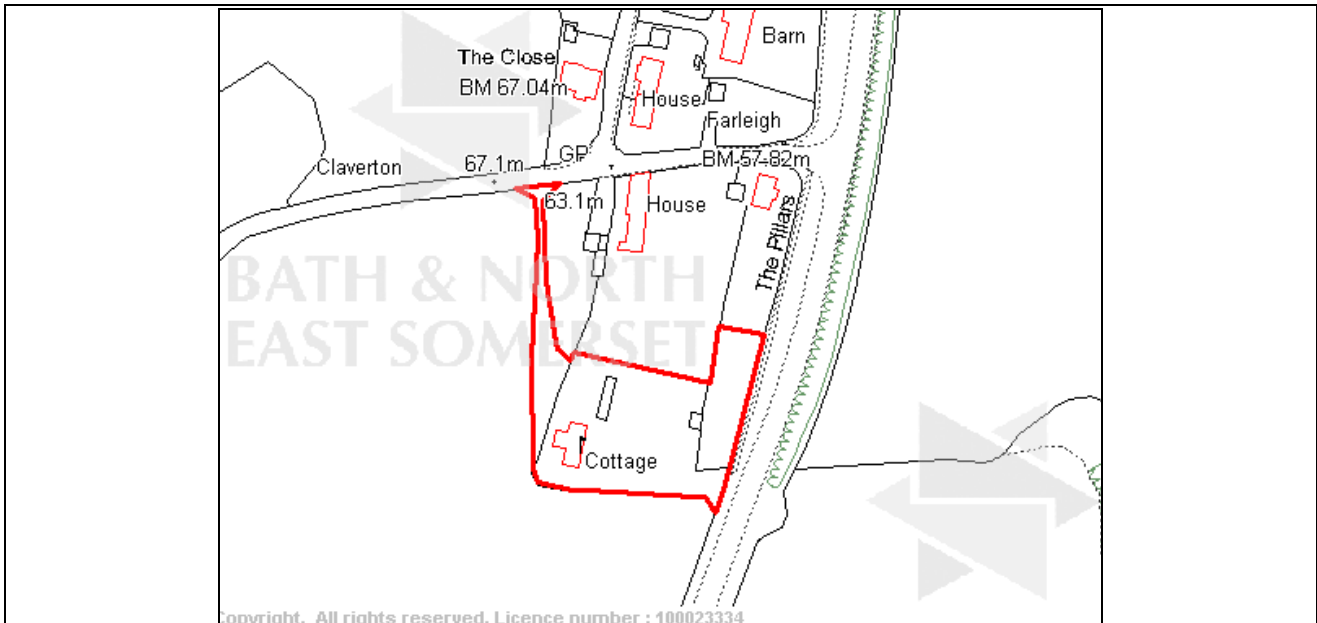 Barn
The Close
BM 67.04m
House
Farleigh
GP
BM 57.82m
Claverton
67.1m
63.1m
House
The Pillars
BATH & NORTH
EAST SOMERSET
Cottage
Copyright. All rights reserved. Licence number : 100023334